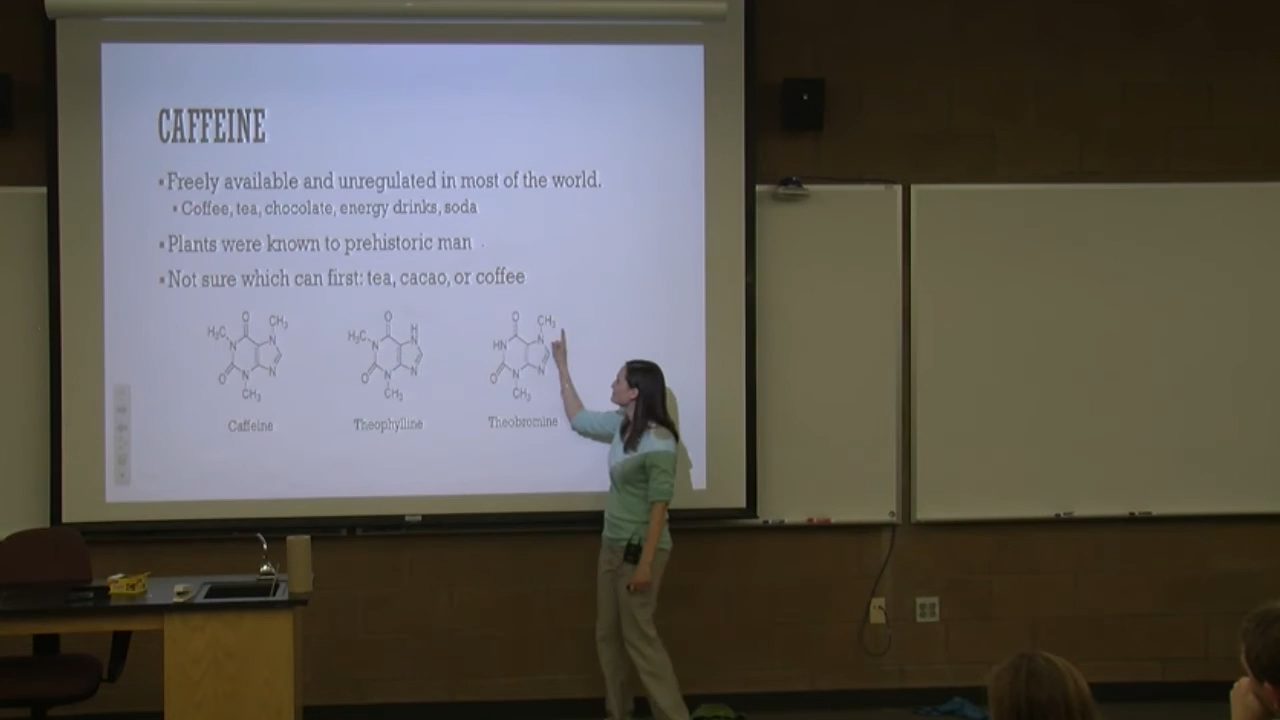 CAFFEINE
▪Freely available and unregulated in most of the world.
▪Coffee, tea, chocolate, energy drinks, soda
▪Plants were known to prehistoric man
▪Not sure which can first: tea, cacao, or coffee
O CH₃ O H O CH₃
H₃C N N H₃C N N HN N
O N N O N N O N N
CH₃ CH₃ CH₃
Caffeine Theophylline Theobromine